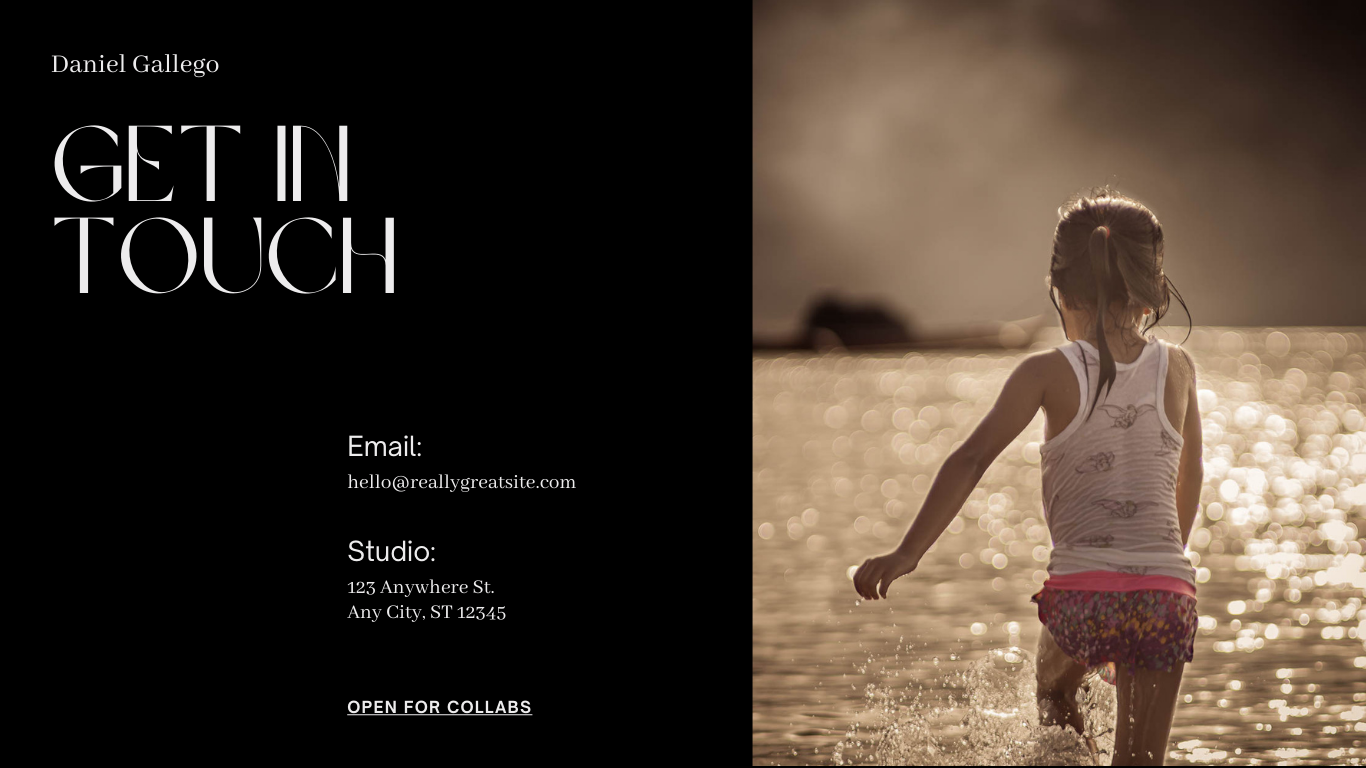 Daniel Gallego
GET IN
TOUCH
Email:
hello@reallygreatsite.com
Studio:
123 Anywhere St.
Any City, ST 12345
OPEN FOR COLLABS